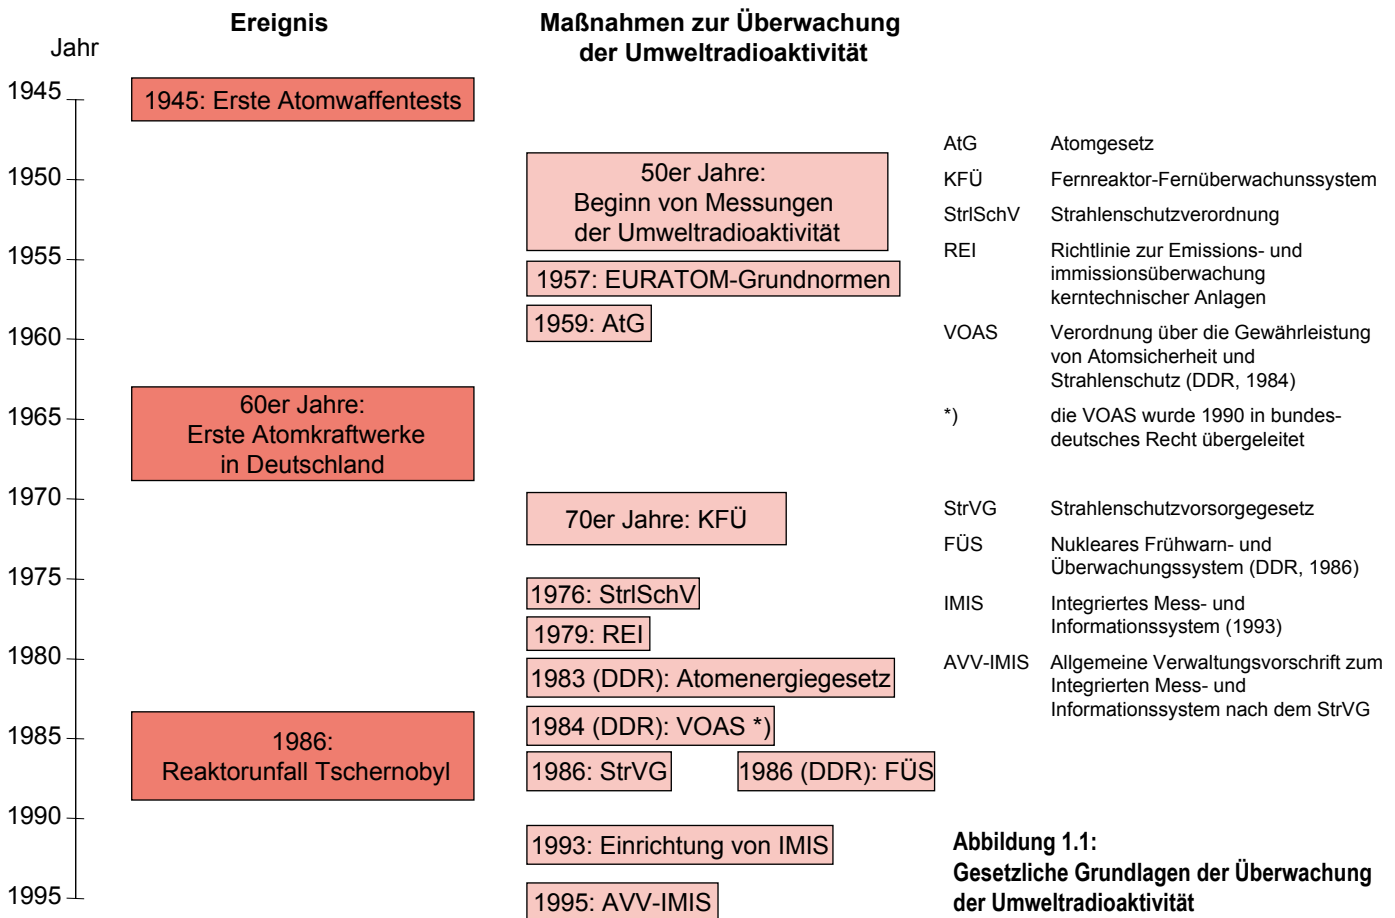 Ereignis
Maßnahmen zur Überwachung
der Umweltradioaktivität
Jahr
1945
1950
1955
1960
1965
1970
1975
1980
1985
1990
1995
1945: Erste Atomwaffentests
60er Jahre:
Erste Atomkraftwerke
in Deutschland
1986:
Reaktorunfall Tschernobyl
50er Jahre:
Beginn von Messungen
der Umweltradioaktivität
1957: EURATOM-Grundnormen
1959: AtG
70er Jahre: KFÜ
1976: StrlSchV
1979: REI
1983 (DDR): Atomenergiegesetz
1984 (DDR): VOAS *)
1986: StrVG
1986 (DDR): FÜS
1993: Einrichtung von IMIS
1995: AVV-IMIS
AtG Atomgesetz
KFÜ Fernreaktor-Fernüberwachunssystem
StrlSchV Strahlenschutzverordnung
REI Richtlinie zur Emissions- und
immissionsüberwachung
kerntechnischer Anlagen
VOAS Verordnung über die Gewährleistung
von Atomsicherheit und
Strahlenschutz (DDR, 1984)
*) die VOAS wurde 1990 in bundes-
deutsches Recht übergeleitet
StrVG Strahlenschutzvorsorgegesetz
FÜS Nukleares Frühwarn- und
Überwachungssystem (DDR, 1986)
IMIS Integriertes Mess- und
Informationssystem (1993)
AVV-IMIS Allgemeine Verwaltungsvorschrift zum
Integrierten Mess- und
Informationssystem nach dem StrVG
Abbildung 1.1:
Gesetzliche Grundlagen der Überwachung
der Umweltradioaktivität